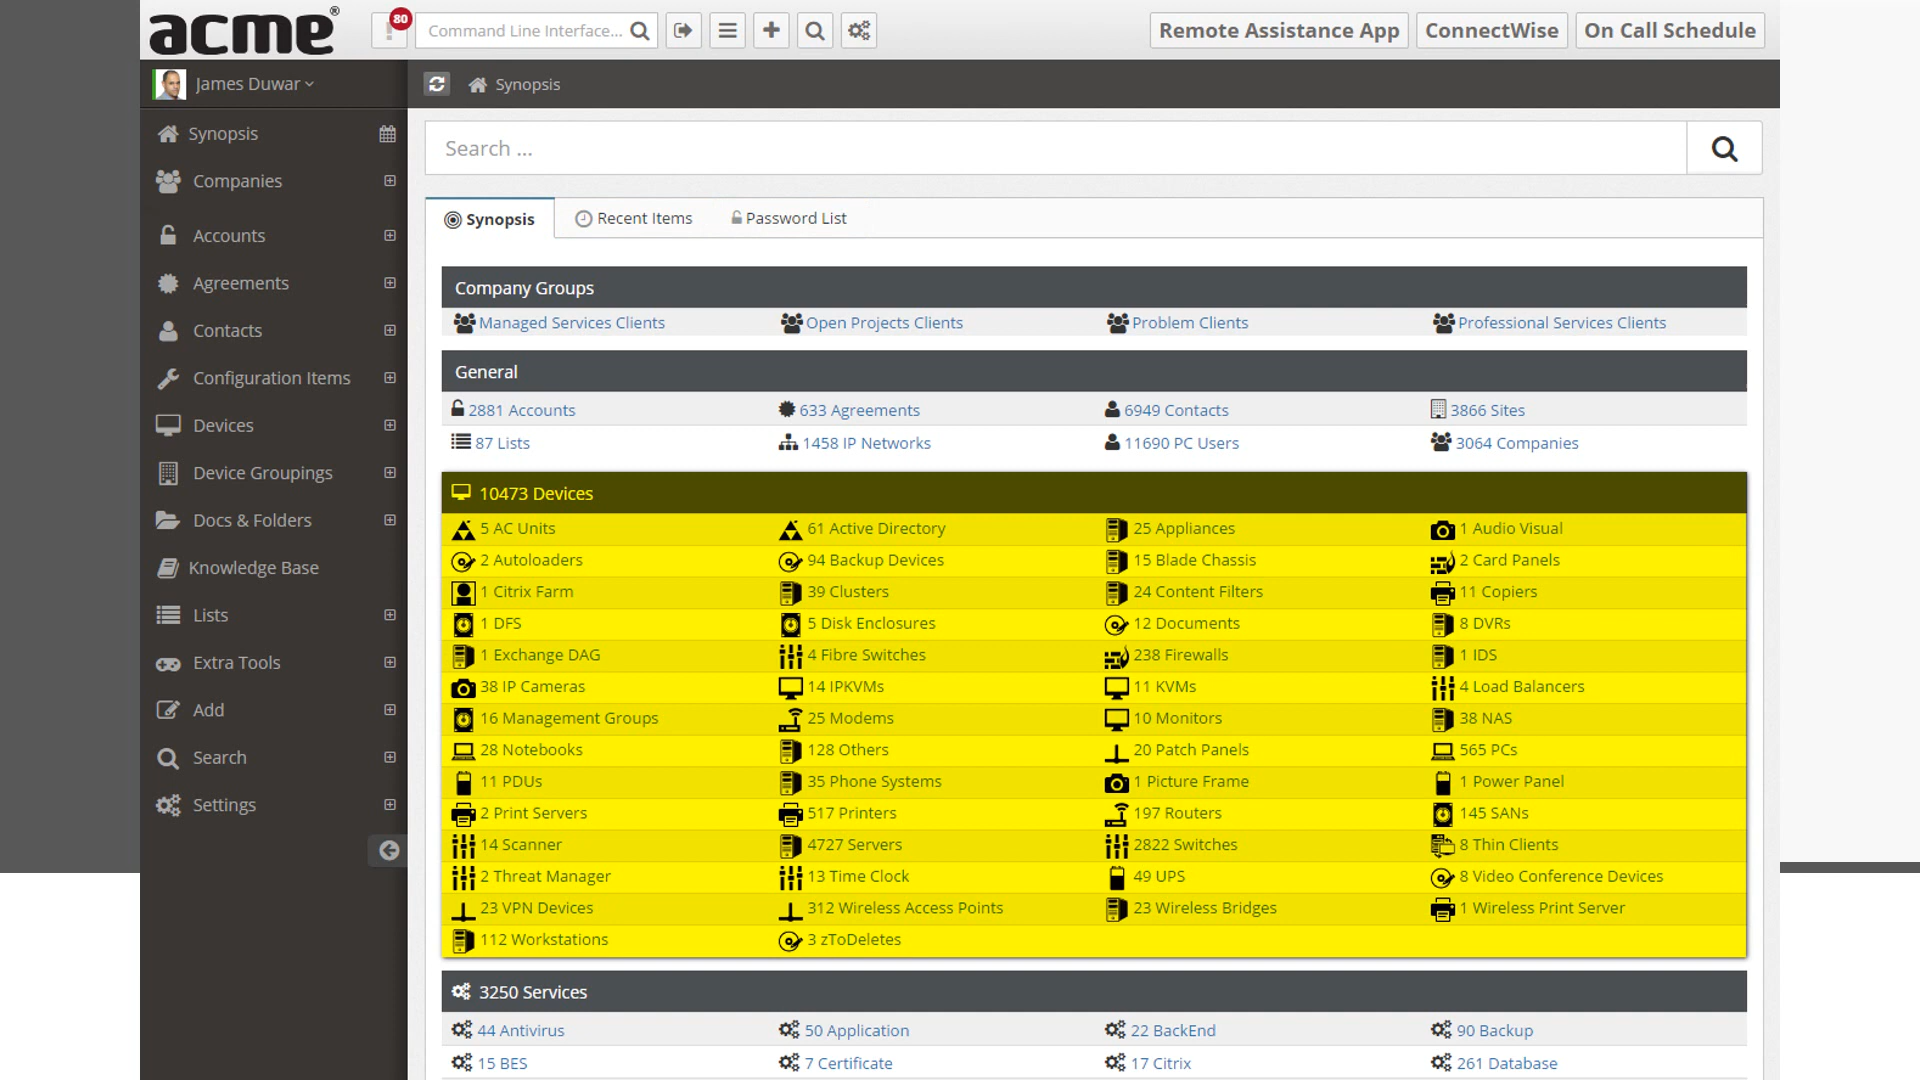 acme®
80
Command Line Interface...
Remote Assistance App
ConnectWise
On Call Schedule
James Duwar
Synopsis
Synopsis
Companies
Accounts
Agreements
Contacts
Configuration Items
Devices
Device Groupings
Docs & Folders
Knowledge Base
Lists
Extra Tools
Add
Search
Settings
Search ...
Synopsis Recent Items Password List
Company Groups
Managed Services Clients Open Projects Clients Problem Clients Professional Services Clients
General
2881 Accounts 633 Agreements 6949 Contacts 3866 Sites
87 Lists 1458 IP Networks 11690 PC Users 3064 Companies
10473 Devices
5 AC Units 61 Active Directory 25 Appliances 1 Audio Visual
2 Autoloaders 94 Backup Devices 15 Blade Chassis 2 Card Panels
1 Citrix Farm 39 Clusters 24 Content Filters 11 Copiers
1 DFS 5 Disk Enclosures 12 Documents 8 DVRs
1 Exchange DAG 4 Fibre Switches 238 Firewalls 1 IDS
38 IP Cameras 14 IPKVMs 11 KVMs 4 Load Balancers
16 Management Groups 25 Modems 10 Monitors 38 NAS
28 Notebooks 128 Others 20 Patch Panels 565 PCs
11 PDUs 35 Phone Systems 1 Picture Frame 1 Power Panel
2 Print Servers 517 Printers 197 Routers 145 SANs
14 Scanner 4727 Servers 2822 Switches 8 Thin Clients
2 Threat Manager 13 Time Clock 49 UPS 8 Video Conference Devices
23 VPN Devices 312 Wireless Access Points 23 Wireless Bridges 1 Wireless Print Server
112 Workstations 3 zToDeletes
3250 Services
44 Antivirus 50 Application 22 BackEnd 90 Backup
15 BES 7 Certificate 17 Citrix 261 Database